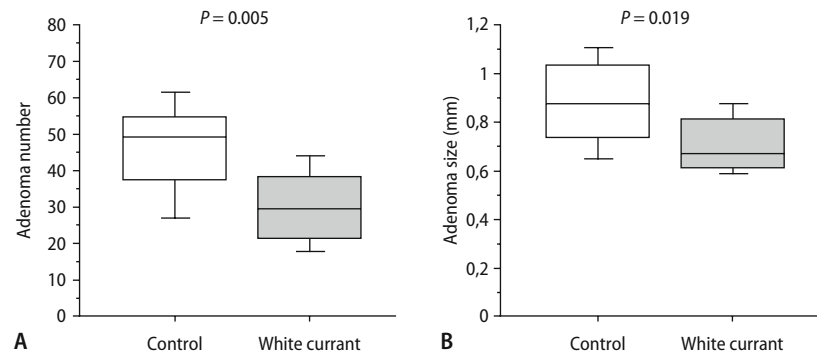 P = 0.005
80
70
60
50
40
30
20
10
0
Adenoma number
Control
White currant
A
P = 0.019
1,2
1
0,8
0,6
0,4
0,2
0
Adenoma size (mm)
Control
White currant
B